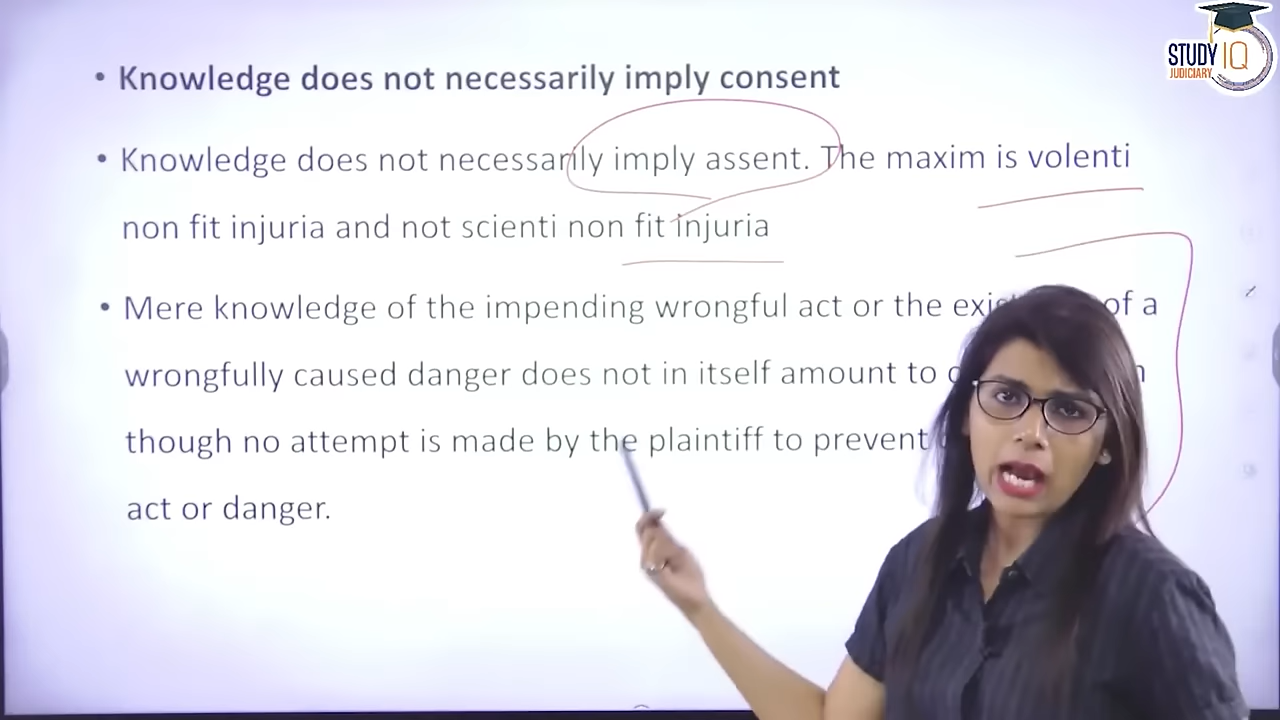 STUDY IQ
JUDICIARY
• Knowledge does not necessarily imply consent
• Knowledge does not necessarily imply assent. The maxim is volenti
non fit injuria and not scienti non fit injuria
• Mere knowledge of the impending wrongful act or the of a
wrongfully caused danger does not in itself amount to
though no attempt is made by the plaintiff to prevent
act or danger.